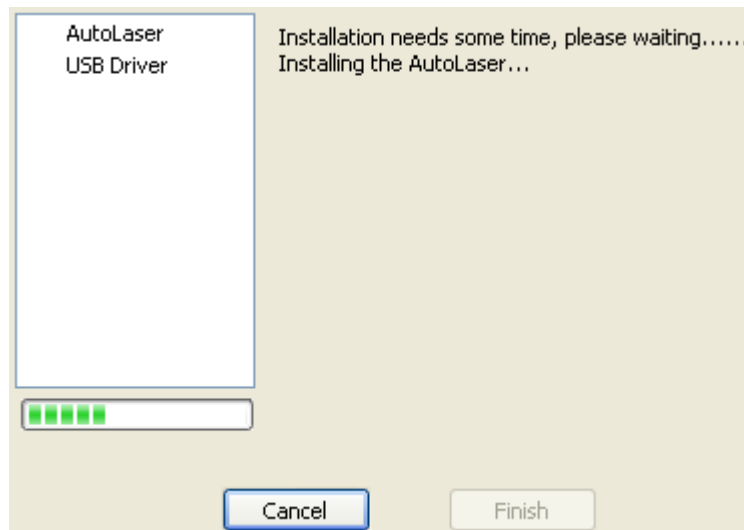 AutoLaser
USB Driver
Installation needs some time, please waiting......
Installing the AutoLaser...
Cancel
Finish